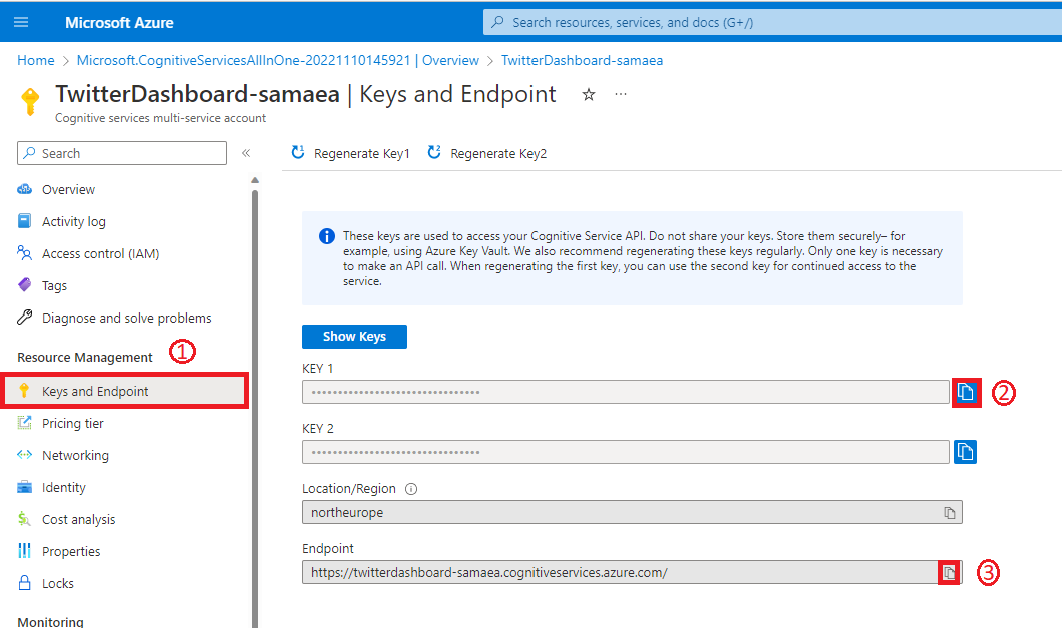 Microsoft Azure
Search resources, services, and docs (G+/)
Home > Microsoft.CognitiveServicesAllInOne-20221110145921 | Overview > TwitterDashboard-samaea
TwitterDashboard-samaea | Keys and Endpoint
Cognitive services multi-service account
Search
Regenerate Key1
Regenerate Key2
Overview
Activity log
Access control (IAM)
Tags
Diagnose and solve problems
Resource Management
1
Keys and Endpoint
Pricing tier
Networking
Identity
Cost analysis
Properties
Locks
Monitoring
These keys are used to access your Cognitive Service API. Do not share your keys. Store them securely– for
example, using Azure Key Vault. We also recommend regenerating these keys regularly. Only one key is necessary
to make an API call. When regenerating the first key, you can use the second key for continued access to the
service.
Show Keys
KEY 1
2
KEY 2
Location/Region
northeurope
Endpoint
https://twitterdashboard-samaea.cognitiveservices.azure.com/
3